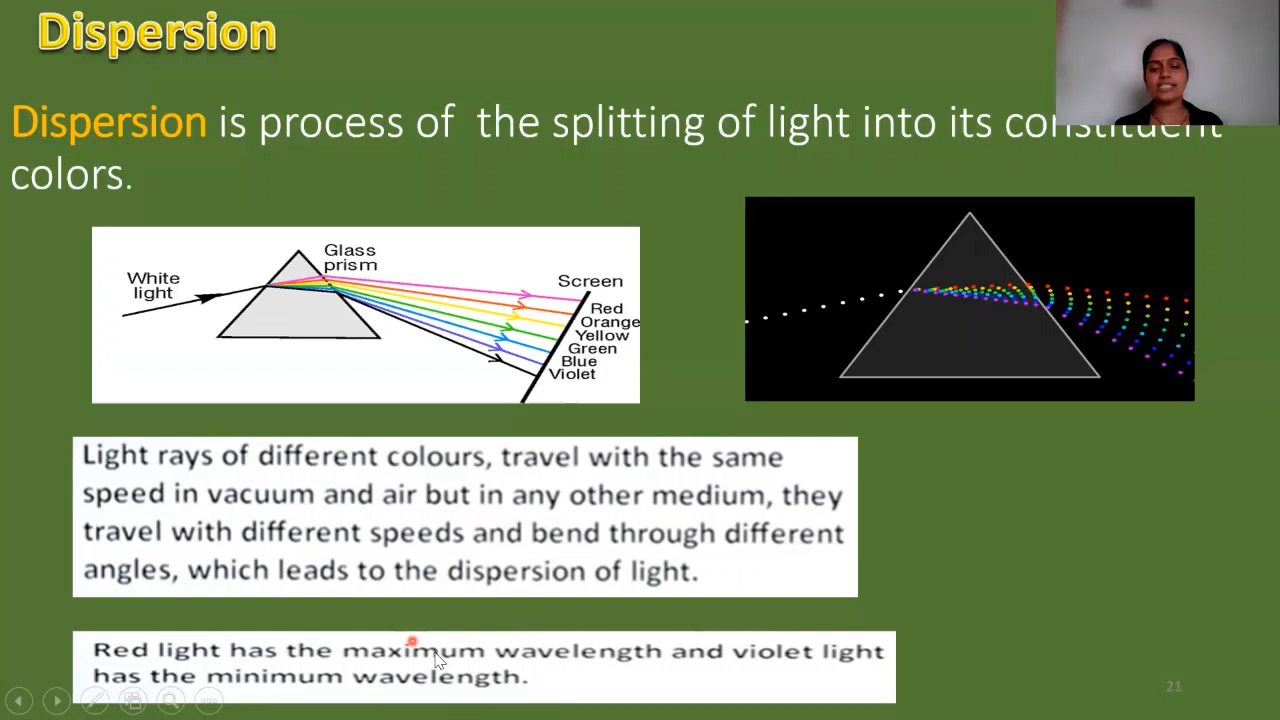 Dispersion
Dispersion is process of the splitting of light into its constituent
colors.
Glass
prism
White
light
Screen
Red
Orange
Yellow
Green
Blue
Violet
Light rays of different colours, travel with the same
speed in vacuum and air but in any other medium, they
travel with different speeds and bend through different
angles, which leads to the dispersion of light.
Red light has the maximum wavelength and violet light
has the minimum wavelength.
21